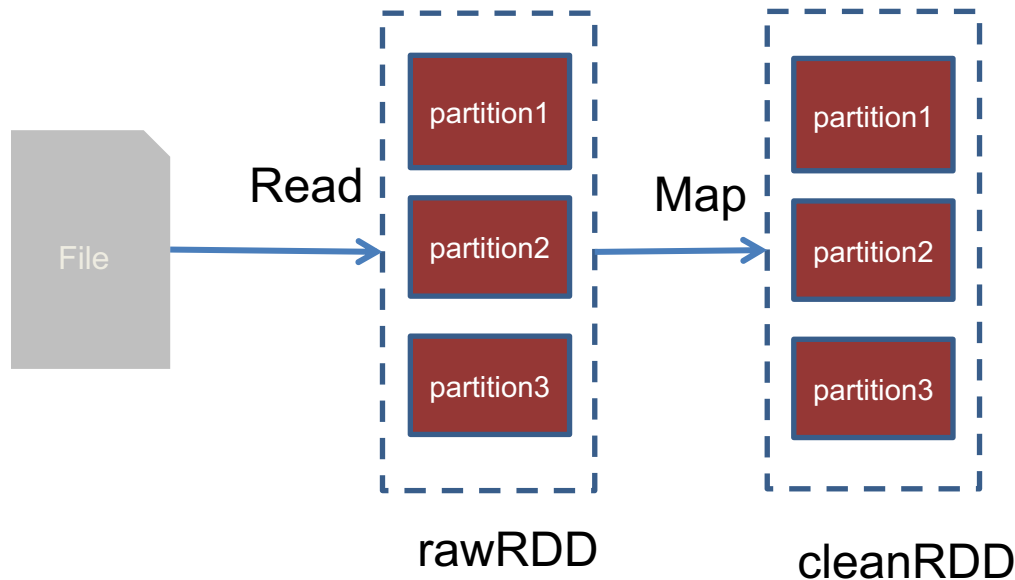 File
Read
partition1
partition2
partition3
rawRDD
Map
partition1
partition2
partition3
cleanRDD